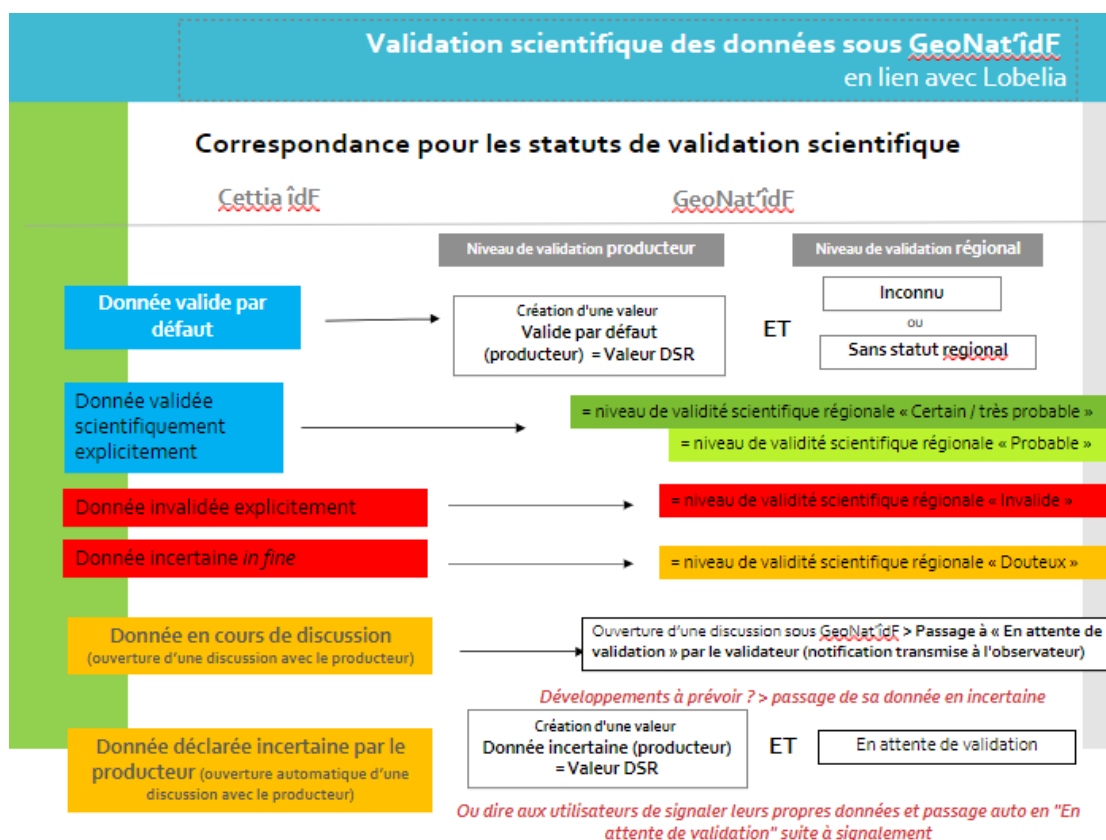 Validation scientifique des données sous GeoNat'îdF
en lien avec Lobelia
Correspondance pour les statuts de validation scientifique
Cettia îdF
GeoNat'îdF
Niveau de validation producteur
Niveau de validation régional
Donnée valide par
défaut
Création d'une valeur
Valide par défaut
(producteur) = Valeur DSR
ET
Inconnu
ou
Sans statut regional
Donnée validée
scientifiquement
explicitement
= niveau de validité scientifique régionale « Certain / très probable »
= niveau de validité scientifique régionale « Probable »
Donnée invalidée explicitement
= niveau de validité scientifique régionale « Invalide »
Donnée incertaine in fine
= niveau de validité scientifique régionale « Douteux »
Donnée en cours de discussion
(ouverture d'une discussion avec le producteur)
Ouverture d'une discussion sous GeoNat'îdF > Passage à « En attente de
validation » par le validateur (notification transmise à l'observateur)
Développements à prévoir ? > passage de sa donnée en incertaine
Donnée déclarée incertaine par le
producteur (ouverture automatique d'une
discussion avec le producteur)
Création d'une valeur
Donnée incertaine (producteur)
= Valeur DSR
ET
En attente de validation
Ou dire aux utilisateurs de signaler leurs propres données et passage auto en "En
attente de validation" suite à signalement